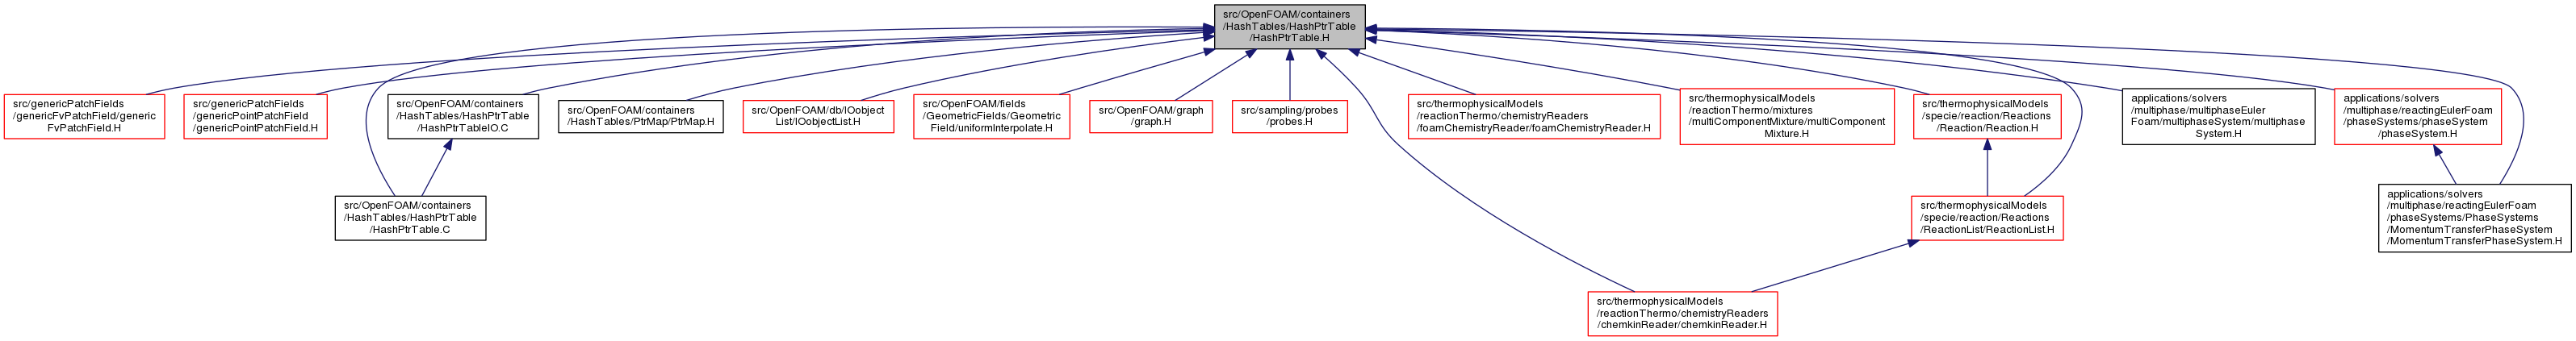 src/OpenFOAM/containers
/HashTables/HashPtrTable
/HashPtrTable.H
src/genericPatchFields
/genericFvPatchField/generic
FvPatchField.H
src/genericPatchFields
/genericPointPatchField
/genericPointPatchField.H
src/OpenFOAM/containers
/HashTables/HashPtrTable
/HashPtrTableIO.C
src/OpenFOAM/containers
/HashTables/PtrMap/PtrMap.H
src/OpenFOAM/db/IOobject
List/IOobjectList.H
src/OpenFOAM/fields
/GeometricFields/Geometric
Field/uniformInterpolate.H
src/OpenFOAM/graph
/graph.H
src/sampling/probes
/probes.H
src/thermophysicalModels
/reactionThermo/chemistryReaders
/foamChemistryReader/foamChemistryReader.H
src/thermophysicalModels
/reactionThermo/mixtures
/multiComponentMixture/multiComponent
Mixture.H
src/thermophysicalModels
/specie/reaction/Reactions
/Reaction/Reaction.H
applications/solvers
/multiphase/multiphaseEuler
Foam/multiphaseSystem/multiphase
System.H
applications/solvers
/multiphase/reactingEulerFoam
/phaseSystems/phaseSystem
/phaseSystem.H
src/OpenFOAM/containers
/HashTables/HashPtrTable
/HashPtrTable.C
src/thermophysicalModels
/specie/reaction/Reactions
/ReactionList/ReactionList.H
applications/solvers
/multiphase/reactingEulerFoam
/phaseSystems/PhaseSystems
/MomentumTransferPhaseSystem
/MomentumTransferPhaseSystem.H
src/thermophysicalModels
/reactionThermo/chemistryReaders
/chemkinReader/chemkinReader.H